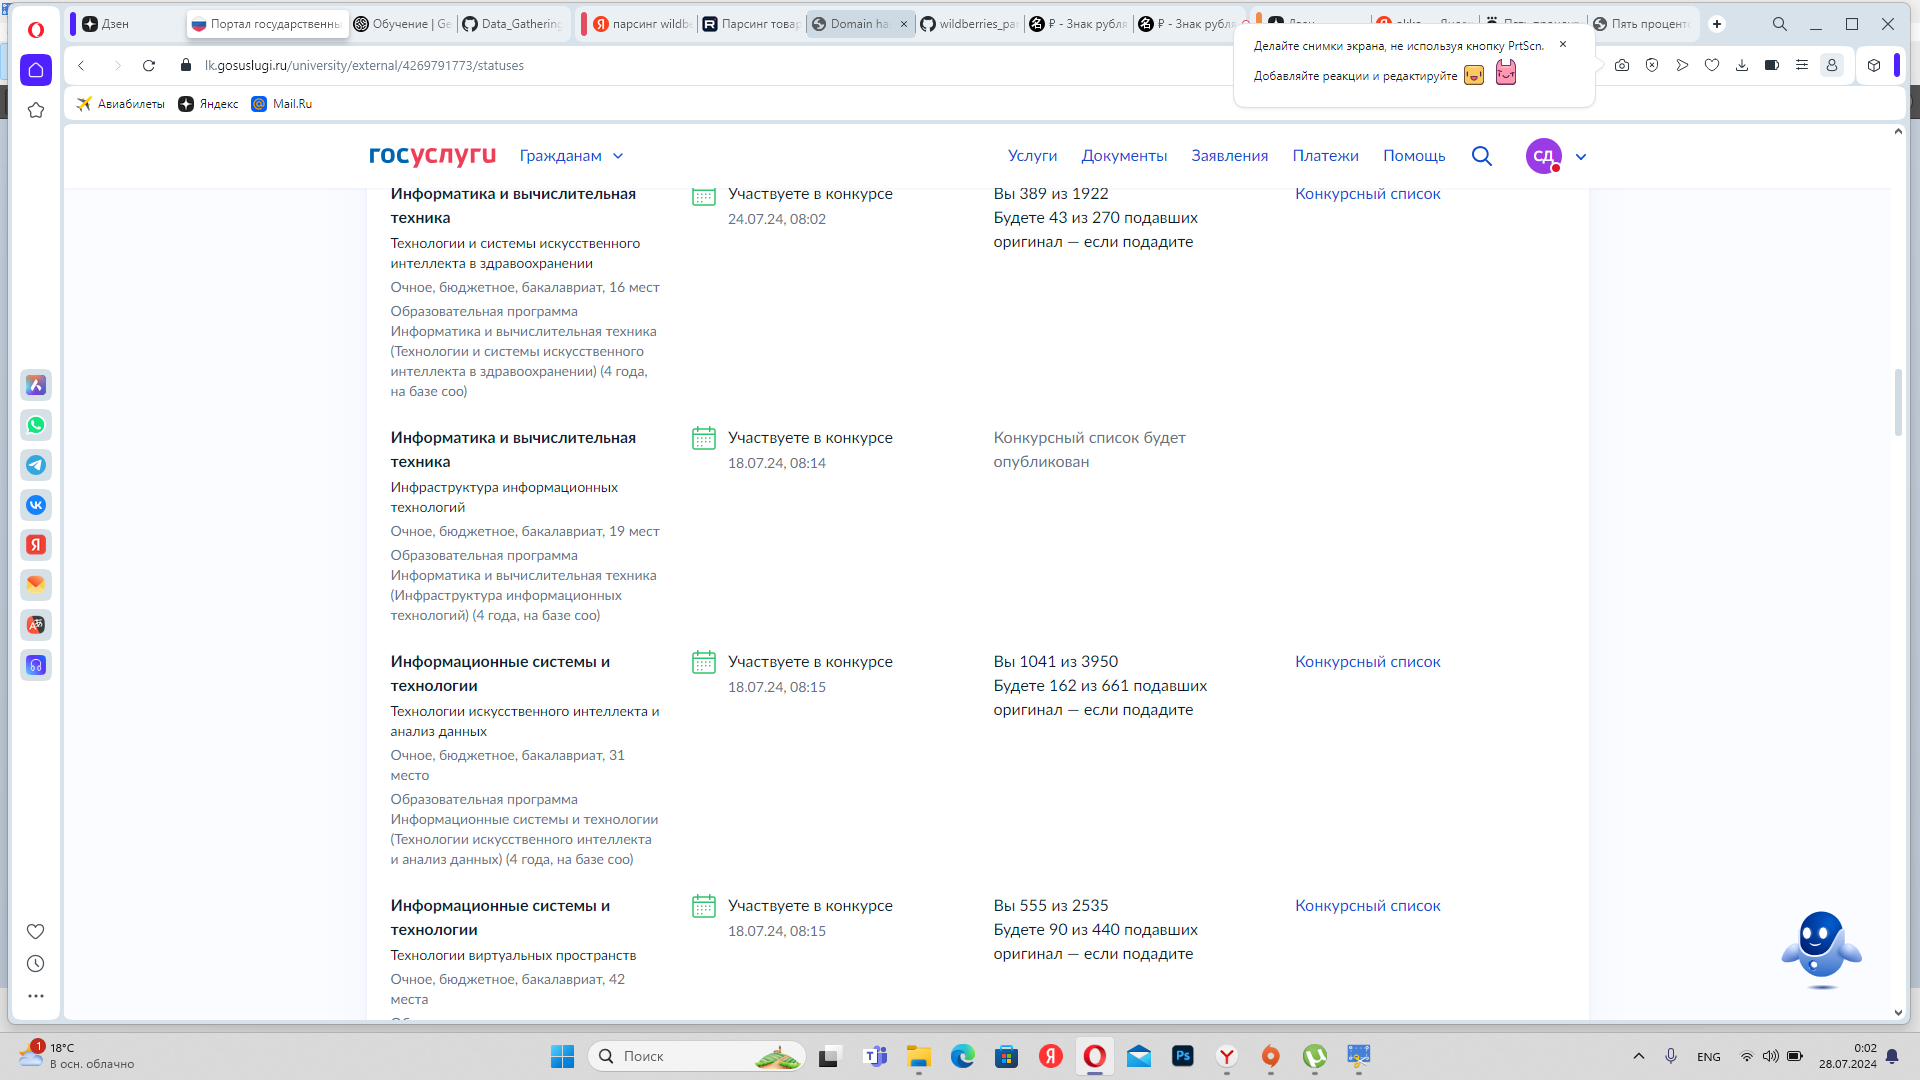 Дзен
Портал государственны
Обучение | Ge
Data_Gathering
парсинг wildbe
Парсинг товар
Domain ha
wildberries_pa
₽ - Знак рубля
₽ - Знак рубля
Пять процент
lk.gosuslugi.ru/university/external/4269791773/statuses
Делайте снимки экрана, не используя кнопку PrtScn.
Добавляйте реакции и редактируйте
Авиабилеты
Яндекс
Mail.Ru
госуслуги
Гражданам
Услуги
Документы
Заявления
Платежи
Помощь
СД
Информатика и вычислительная
техника
Технологии и системы искусственного
интеллекта в здравоохранении
Очное, бюджетное, бакалавриат, 16 мест
Образовательная программа
Информатика и вычислительная техника
(Технологии и системы искусственного
интеллекта в здравоохранении) (4 года,
на базе соо)
Участвуете в конкурсе
24.07.24, 08:02
Вы 389 из 1922
Будете 43 из 270 подавших
оригинал — если подадите
Конкурсный список
Информатика и вычислительная
техника
Инфраструктура информационных
технологий
Очное, бюджетное, бакалавриат, 19 мест
Образовательная программа
Информатика и вычислительная техника
(Инфраструктура информационных
технологий) (4 года, на базе соо)
Участвуете в конкурсе
18.07.24, 08:14
Конкурсный список будет
опубликован
Информационные системы и
технологии
Технологии искусственного интеллекта и
анализ данных
Очное, бюджетное, бакалавриат, 31
место
Образовательная программа
Информационные системы и технологии
(Технологии искусственного интеллекта
и анализ данных) (4 года, на базе соо)
Участвуете в конкурсе
18.07.24, 08:15
Вы 1041 из 3950
Будете 162 из 661 подавших
оригинал — если подадите
Конкурсный список
Информационные системы и
технологии
Технологии виртуальных пространств
Очное, бюджетное, бакалавриат, 42
места
Участвуете в конкурсе
18.07.24, 08:15
Вы 555 из 2535
Будете 90 из 440 подавших
оригинал — если подадите
Конкурсный список
1
18°C
В осн. облачно
Поиск
ENG
0:02
28.07.2024